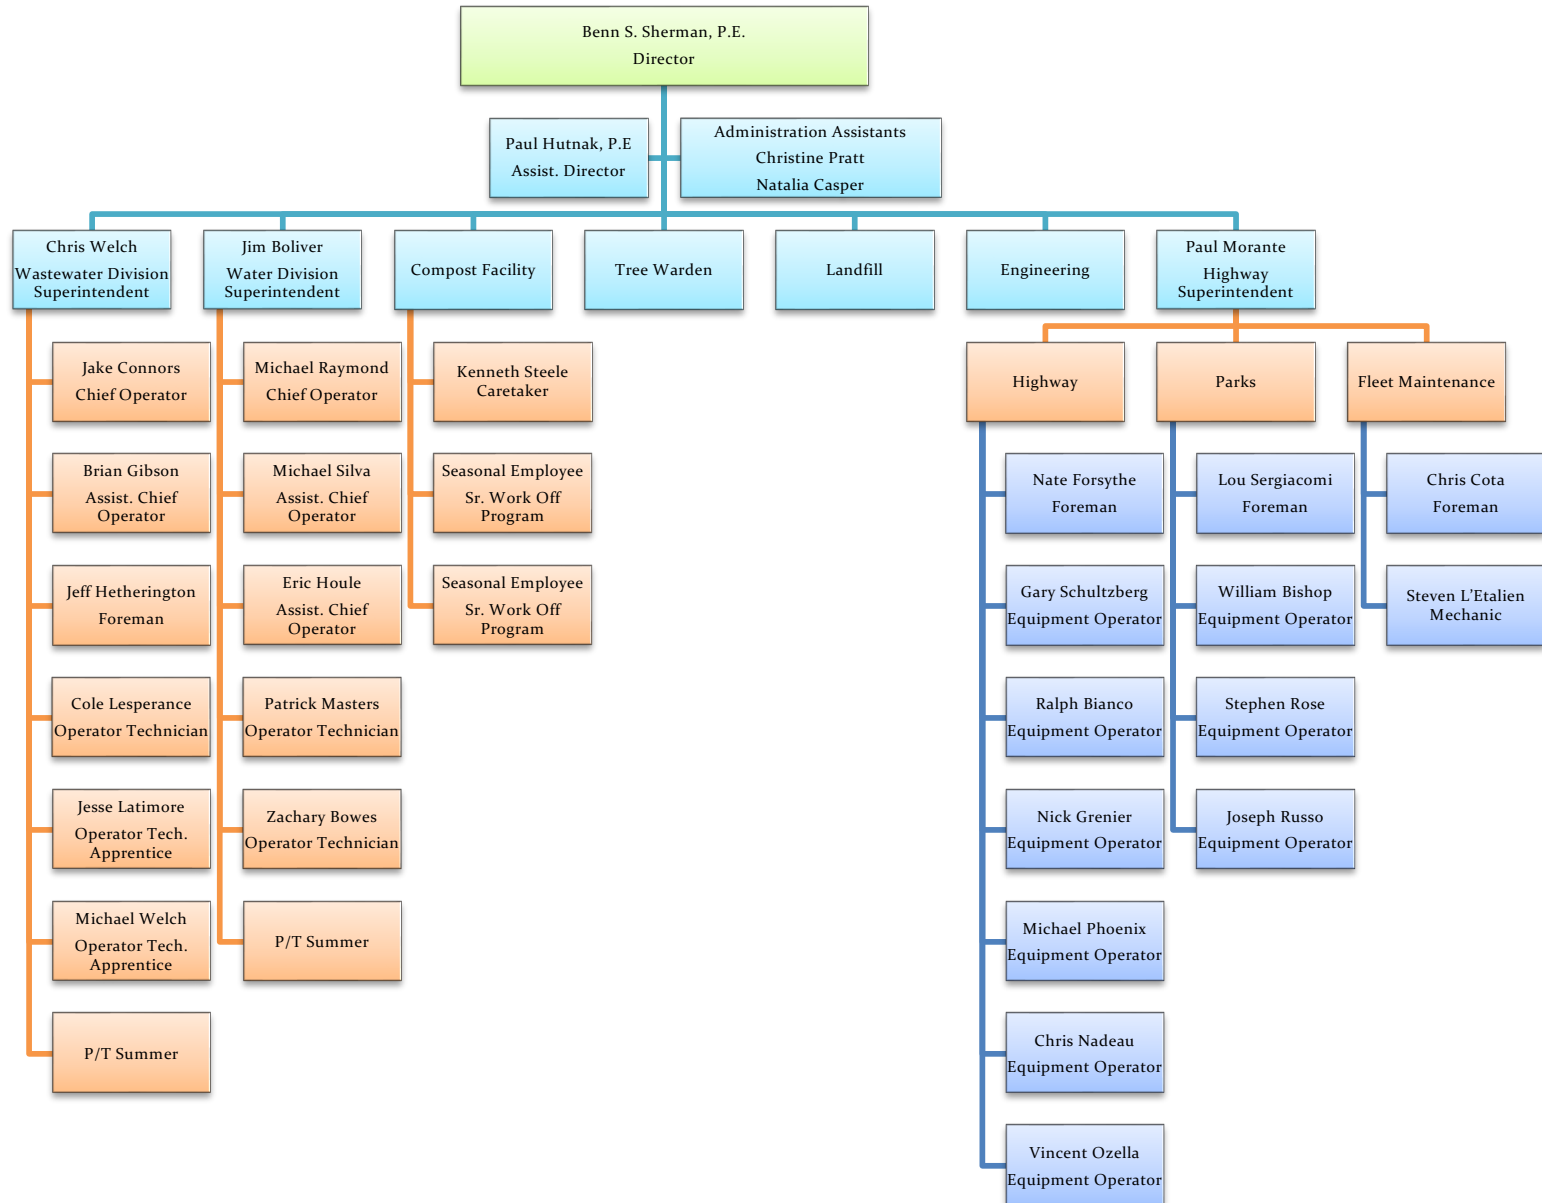 Benn S. Sherman, P.E.
Director
Paul Hutnak, P.E
Assist. Director
Administration Assistants
Christine Pratt
Natalia Casper
Chris Welch
Wastewater Division
Superintendent
Jim Boliver
Water Division
Superintendent
Compost Facility
Tree Warden
Landfill
Engineering
Paul Morante
Highway
Superintendent
Jake Connors
Chief Operator
Brian Gibson
Assist. Chief
Operator
Jeff Hetherington
Foreman
Cole Lesperance
Operator Technician
Jesse Latimore
Operator Tech.
Apprentice
Michael Welch
Operator Tech.
Apprentice
P/T Summer
Michael Raymond
Chief Operator
Michael Silva
Assist. Chief
Operator
Eric Houle
Assist. Chief
Operator
Patrick Masters
Operator Technician
Zachary Bowes
Operator Technician
P/T Summer
Kenneth Steele
Caretaker
Seasonal Employee
Sr. Work Off
Program
Seasonal Employee
Sr. Work Off
Program
Highway
Nate Forsythe
Foreman
Gary Schultzberg
Equipment Operator
Ralph Bianco
Equipment Operator
Nick Grenier
Equipment Operator
Michael Phoenix
Equipment Operator
Chris Nadeau
Equipment Operator
Vincent Ozella
Equipment Operator
Parks
Lou Sergiacomi
Foreman
William Bishop
Equipment Operator
Stephen Rose
Equipment Operator
Joseph Russo
Equipment Operator
Fleet Maintenance
Chris Cota
Foreman
Steven L’Etalien
Mechanic